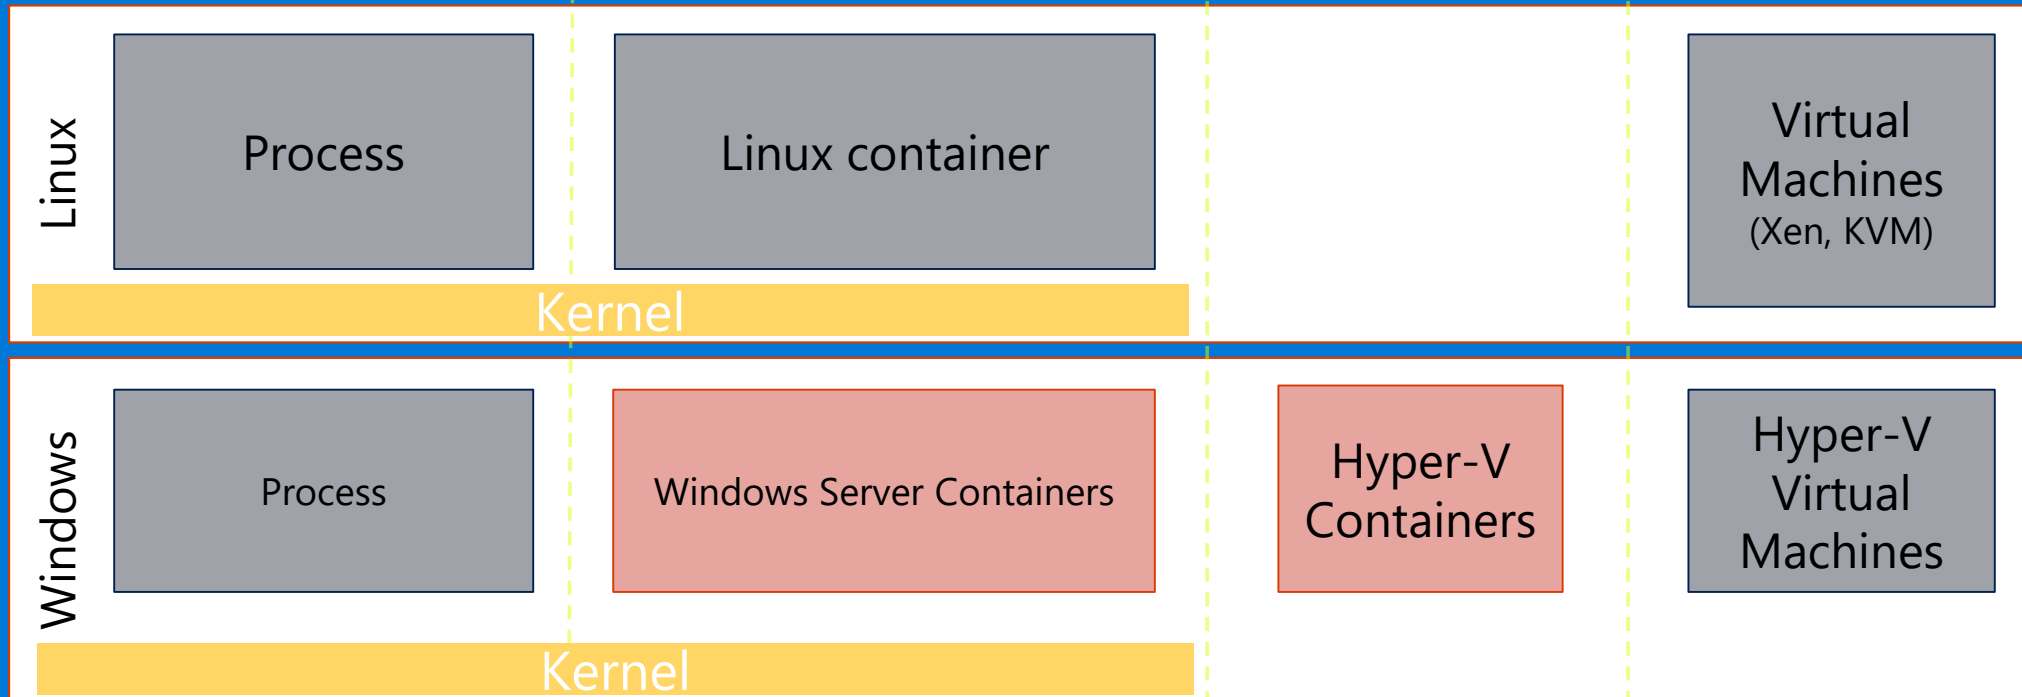 Linux
Process
Linux container
Virtual
Machines
(Xen, KVM)
Kernel
Windows
Process
Windows Server Containers
Hyper-V
Containers
Hyper-V
Virtual
Machines
Kernel